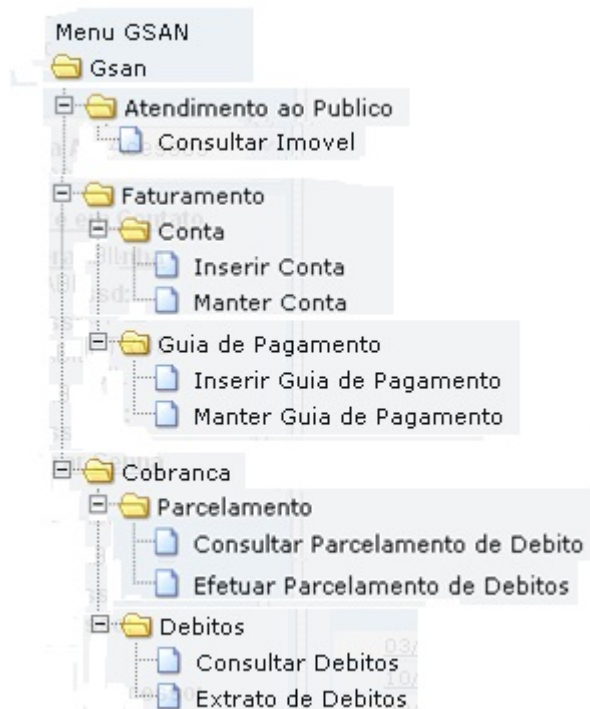 Menu GSAN
Gsan
Atendimento ao Publico
Consultar Imovel
Faturamento
Conta
Inserir Conta
Manter Conta
Guia de Pagamento
Inserir Guia de Pagamento
Manter Guia de Pagamento
Cobranca
Parcelamento
Consultar Parcelamento de Debito
Efetuar Parcelamento de Debitos
Debitos
Consultar Debitos
Extrato de Debitos